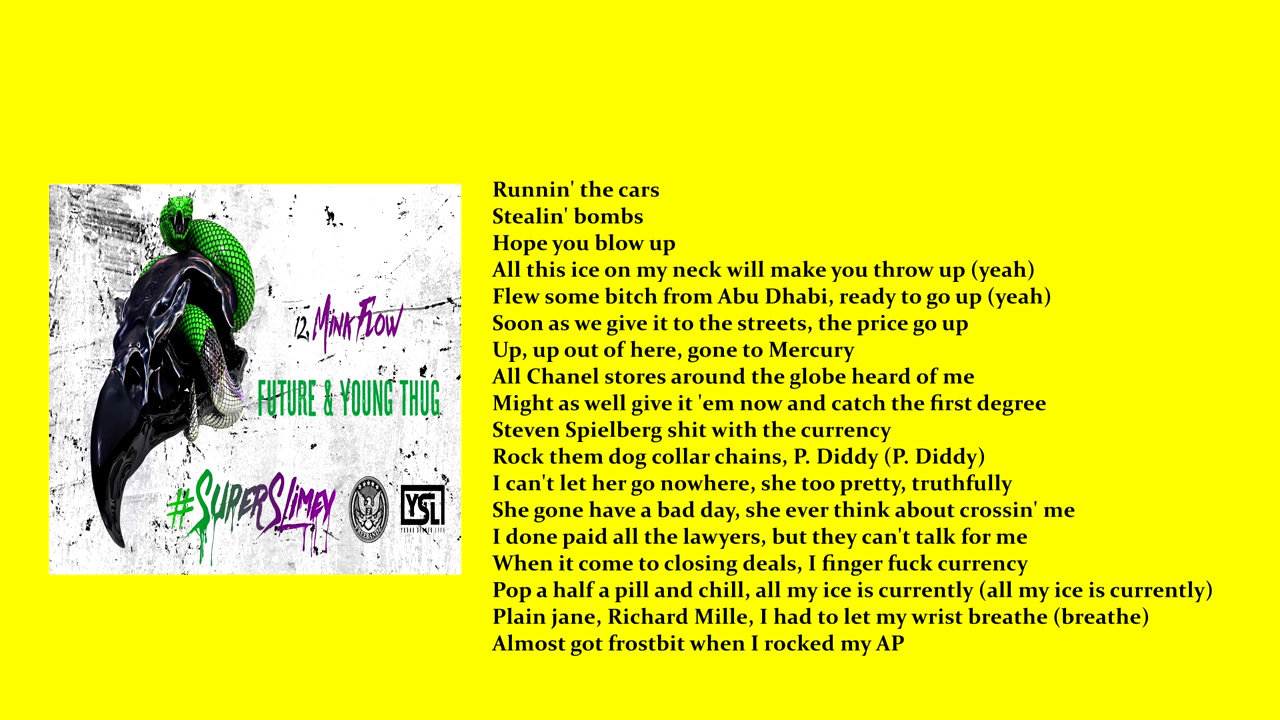 12. Mink Flow
FUTURE & YOUNG THUG
#SUPERSLIMEY
YSL
Runnin' the cars
Stealin' bombs
Hope you blow up
All this ice on my neck will make you throw up (yeah)
Flew some bitch from Abu Dhabi, ready to go up (yeah)
Soon as we give it to the streets, the price go up
Up, up out of here, gone to Mercury
All Chanel stores around the globe heard of me
Might as well give it 'em now and catch the first degree
Steven Spielberg shit with the currency
Rock them dog collar chains, P. Diddy (P. Diddy)
I can't let her go nowhere, she too pretty, truthfully
She gone have a bad day, she ever think about crossin' me
I done paid all the lawyers, but they can't talk for me
When it come to closing deals, I finger fuck currency
Pop a half a pill and chill, all my ice is currently (all my ice is currently)
Plain jane, Richard Mille, I had to let my wrist breathe (breathe)
Almost got frostbit when I rocked my AP